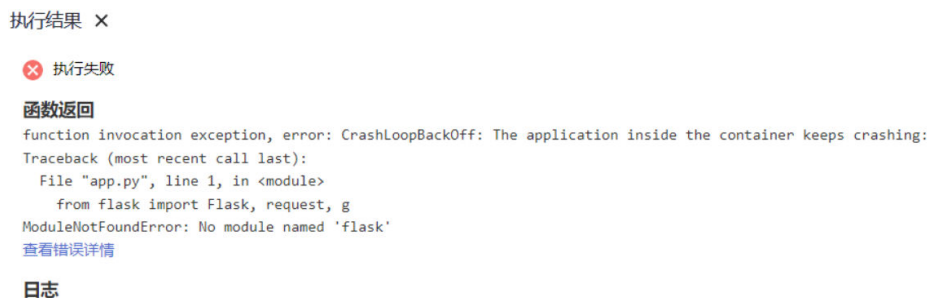 执行结果 ×
执行失败
函数返回
function invocation exception, error: CrashLoopBackOff: The application inside the container keeps crashing:
Traceback (most recent call last):
  File "app.py", line 1, in <module>
    from flask import Flask, request, g
ModuleNotFoundError: No module named 'flask'
查看错误详情
日志